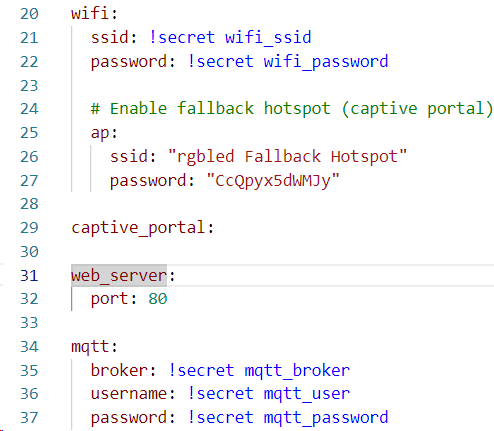 20 wifi:
21   ssid: !secret wifi_ssid
22   password: !secret wifi_password
23
24   # Enable fallback hotspot (captive portal)
25   ap:
26     ssid: "rgbled Fallback Hotspot"
27     password: "CcQpyx5dWMJy"
28
29 captive_portal:
30
31 web_server:
32   port: 80
33
34 mqtt:
35   broker: !secret mqtt_broker
36   username: !secret mqtt_user
37   password: !secret mqtt_password